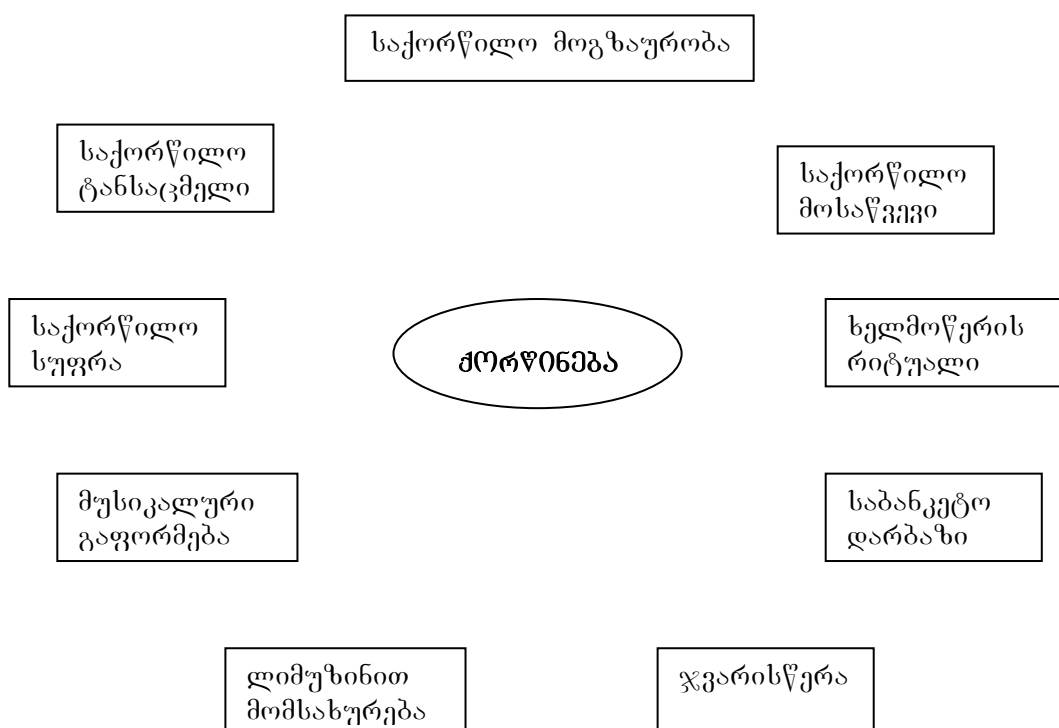 საქორწილო მოგზაურობა
საქორწილო
ტანსაცმელი
საქორწილო
მოსაწვევი
საქორწილო
სუფრა
ქორწინება
ხელმოწერის
რიტუალი
მუსიკალური
გაფორმება
საბანკეტო
დარბაზი
ლიმუზინით
მომსახურება
ჯვარისწერა